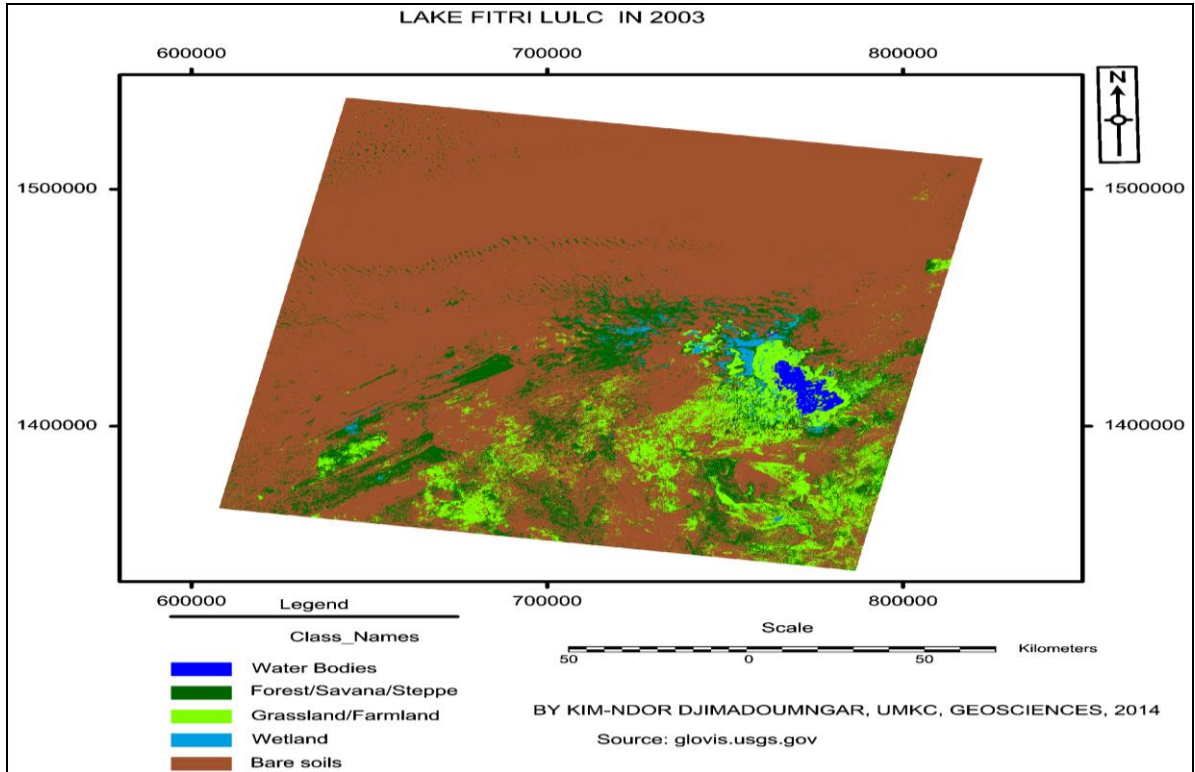 LAKE FITRI LULC IN 2003
600000 700000 800000
N
1500000 1500000
1400000 1400000
600000 700000 800000
Legend
Class_Names
Water Bodies
Forest/Savana/Steppe
Grassland/Farmland
Wetland
Bare soils
Scale
50 0 50 Kilometers
BY KIM-NDOR DJIMADOUMNGAR, UMKC, GEOSCIENCES, 2014
Source: glovis.usgs.gov